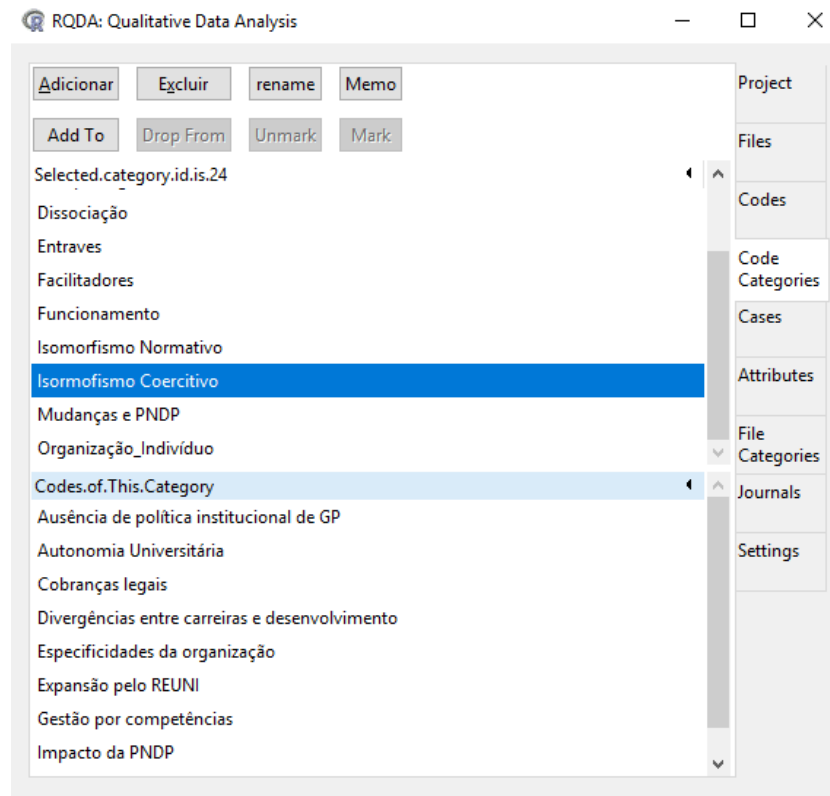 RQDA: Qualitative Data Analysis
Adicionar Excluir rename Memo
Add To Drop From Unmark Mark
Selected.category.id.is.24
Dissociação
Entraves
Facilitadores
Funcionamento
Isomorfismo Normativo
Isormofismo Coercitivo
Mudanças e PNDP
Organização_Indivíduo
Codes.of.This.Category
Ausência de política institucional de GP
Autonomia Universitária
Cobranças legais
Divergências entre carreiras e desenvolvimento
Especificidades da organização
Expansão pelo REUNI
Gestão por competências
Impacto da PNDP
Project
Files
Codes
Code
Categories
Cases
Attributes
File
Categories
Journals
Settings